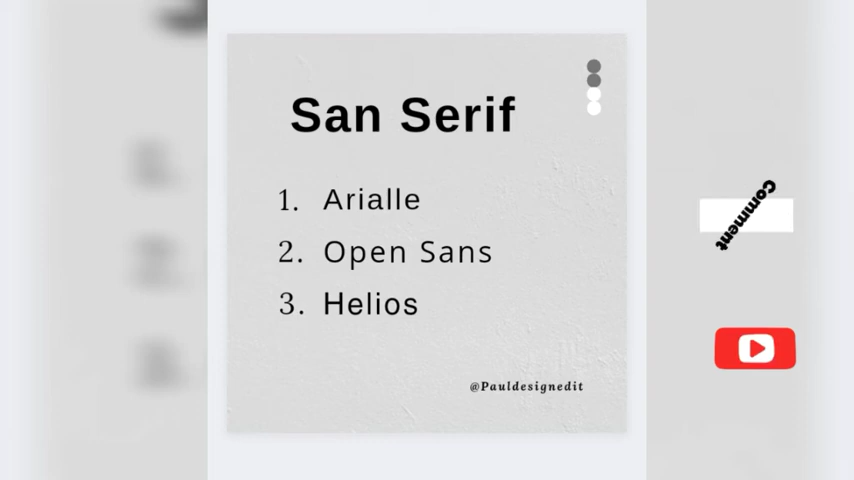 San Serif
1. Arialle
2. Open Sans
3. Helios
@Pauldesignedit
Comment